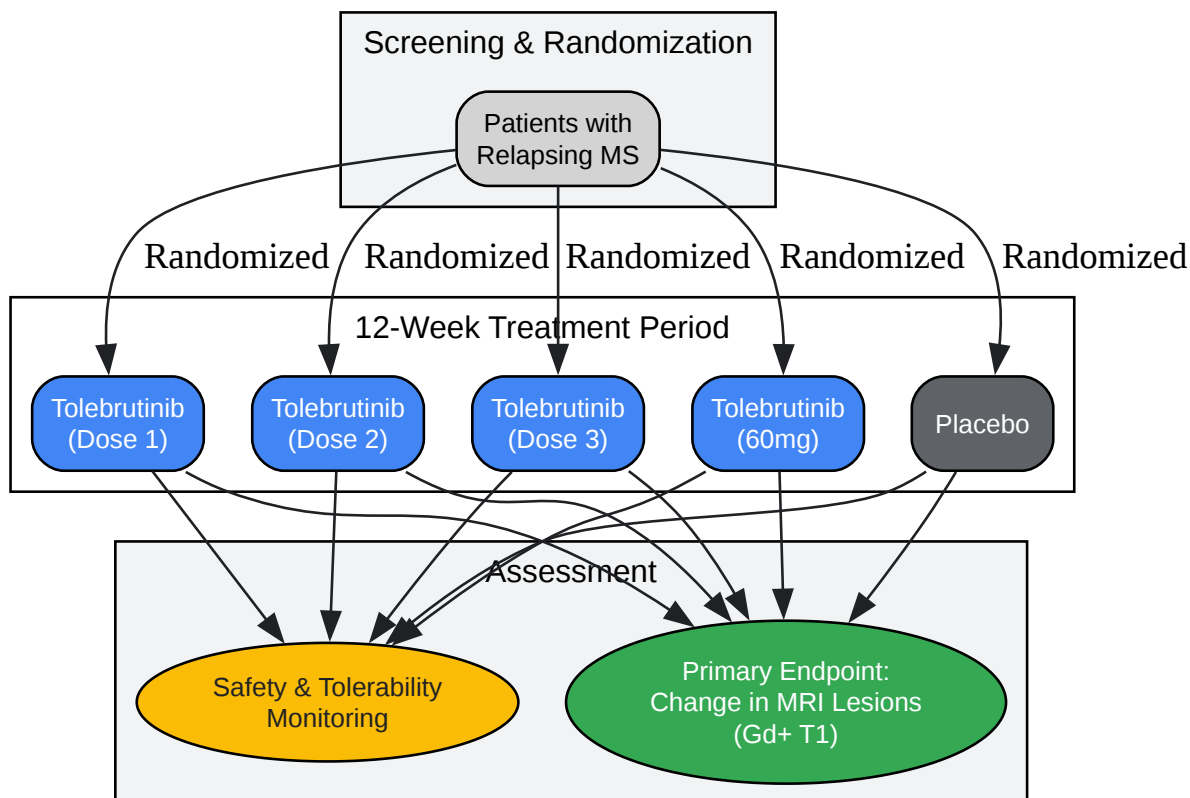 Screening & Randomization
Patients with
Relapsing MS
Randomized
Randomized
Randomized
Randomized
Randomized
12-Week Treatment Period
Tolebrutinib
(Dose 1)
Tolebrutinib
(Dose 2)
Tolebrutinib
(Dose 3)
Tolebrutinib
(60mg)
Placebo
Assessment
Safety & Tolerability
Monitoring
Primary Endpoint:
Change in MRI Lesions
(Gd+ T1)